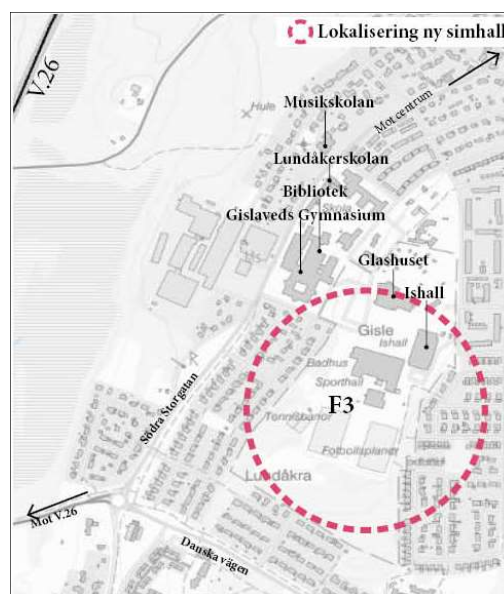 Lokalisering ny simhall
V.26
Mot centrum
Musikskolan
Hule
Lundåkerskolan
Bibliotek
Skola
Gislaveds Gymnasium
Glashuset
Ishall
Gisle
Ishall
Badhus
Sporthall
F3
Tennisbanor
Fotbollsplaner
Södra Storgatan
Lundåkra
Mot V.26
Danska vägen